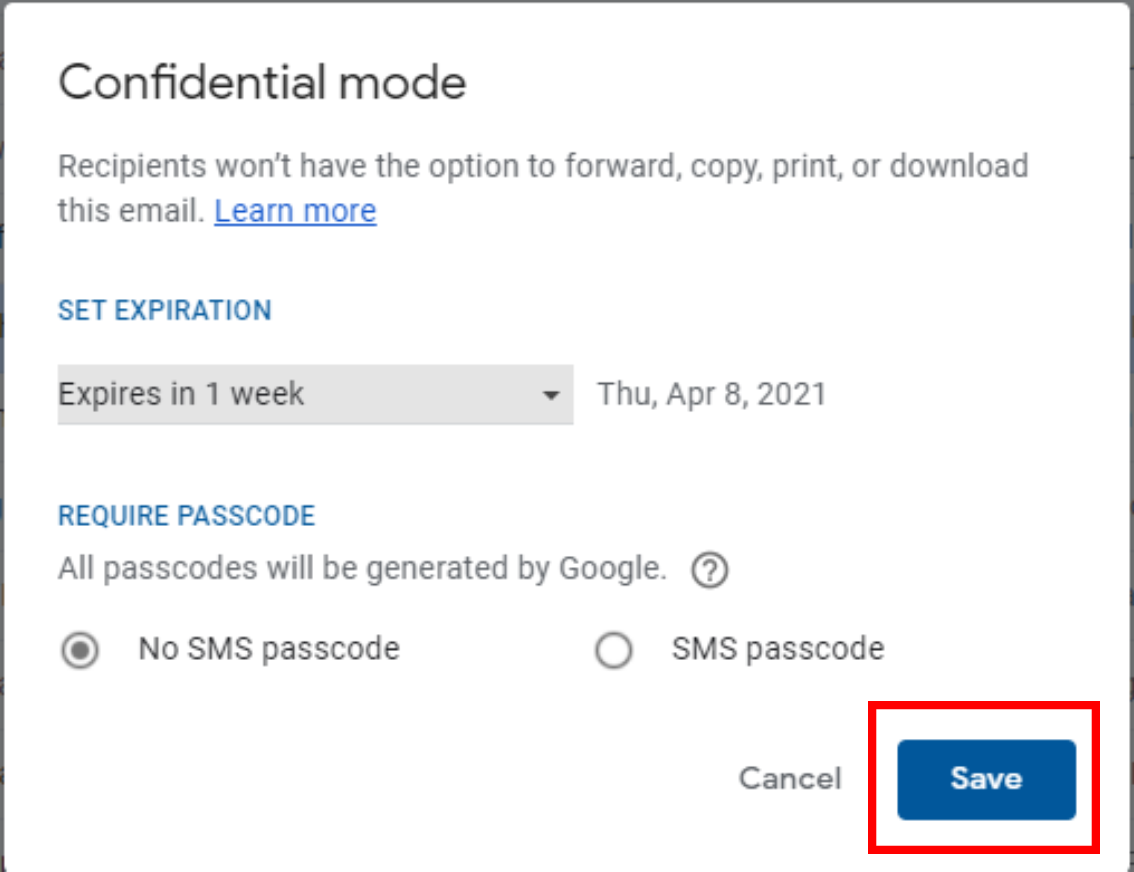 Confidential mode
Recipients won't have the option to forward, copy, print, or download
this email. Learn more
SET EXPIRATION
Expires in 1 week Thu, Apr 8, 2021
REQUIRE PASSCODE
All passcodes will be generated by Google. ?
No SMS passcode SMS passcode
Cancel Save